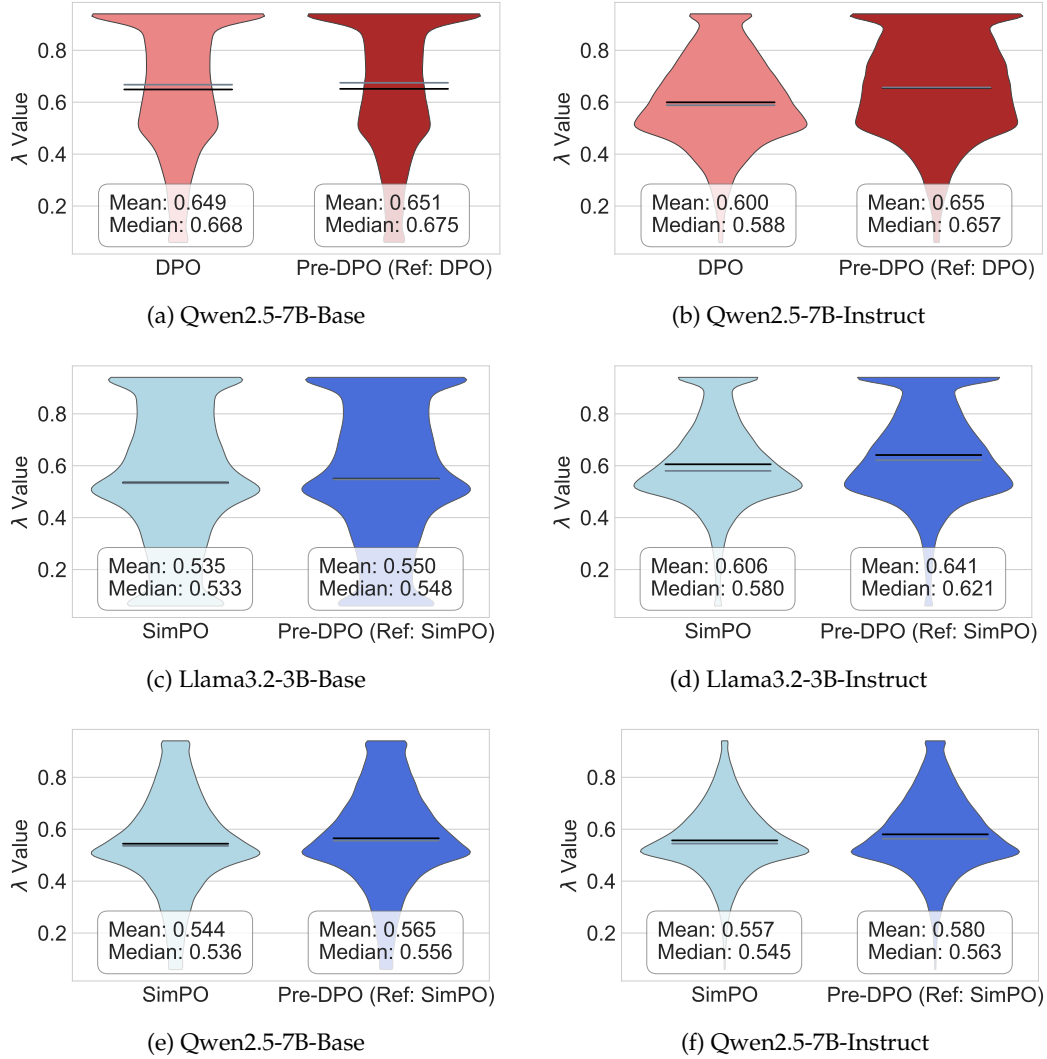 λ Value
0.8
0.6
0.4
0.2
Mean: 0.649
Median: 0.668
Mean: 0.651
Median: 0.675
DPO
Pre-DPO (Ref: DPO)
(a) Qwen2.5-7B-Base
λ Value
0.8
0.6
0.4
0.2
Mean: 0.600
Median: 0.588
Mean: 0.655
Median: 0.657
DPO
Pre-DPO (Ref: DPO)
(b) Qwen2.5-7B-Instruct
λ Value
0.8
0.6
0.4
0.2
Mean: 0.535
Median: 0.533
Mean: 0.550
Median: 0.548
SimPO
Pre-DPO (Ref: SimPO)
(c) Llama3.2-3B-Base
λ Value
0.8
0.6
0.4
0.2
Mean: 0.606
Median: 0.580
Mean: 0.641
Median: 0.621
SimPO
Pre-DPO (Ref: SimPO)
(d) Llama3.2-3B-Instruct
λ Value
0.8
0.6
0.4
0.2
Mean: 0.544
Median: 0.536
Mean: 0.565
Median: 0.556
SimPO
Pre-DPO (Ref: SimPO)
(e) Qwen2.5-7B-Base
λ Value
0.8
0.6
0.4
0.2
Mean: 0.557
Median: 0.545
Mean: 0.580
Median: 0.563
SimPO
Pre-DPO (Ref: SimPO)
(f) Qwen2.5-7B-Instruct